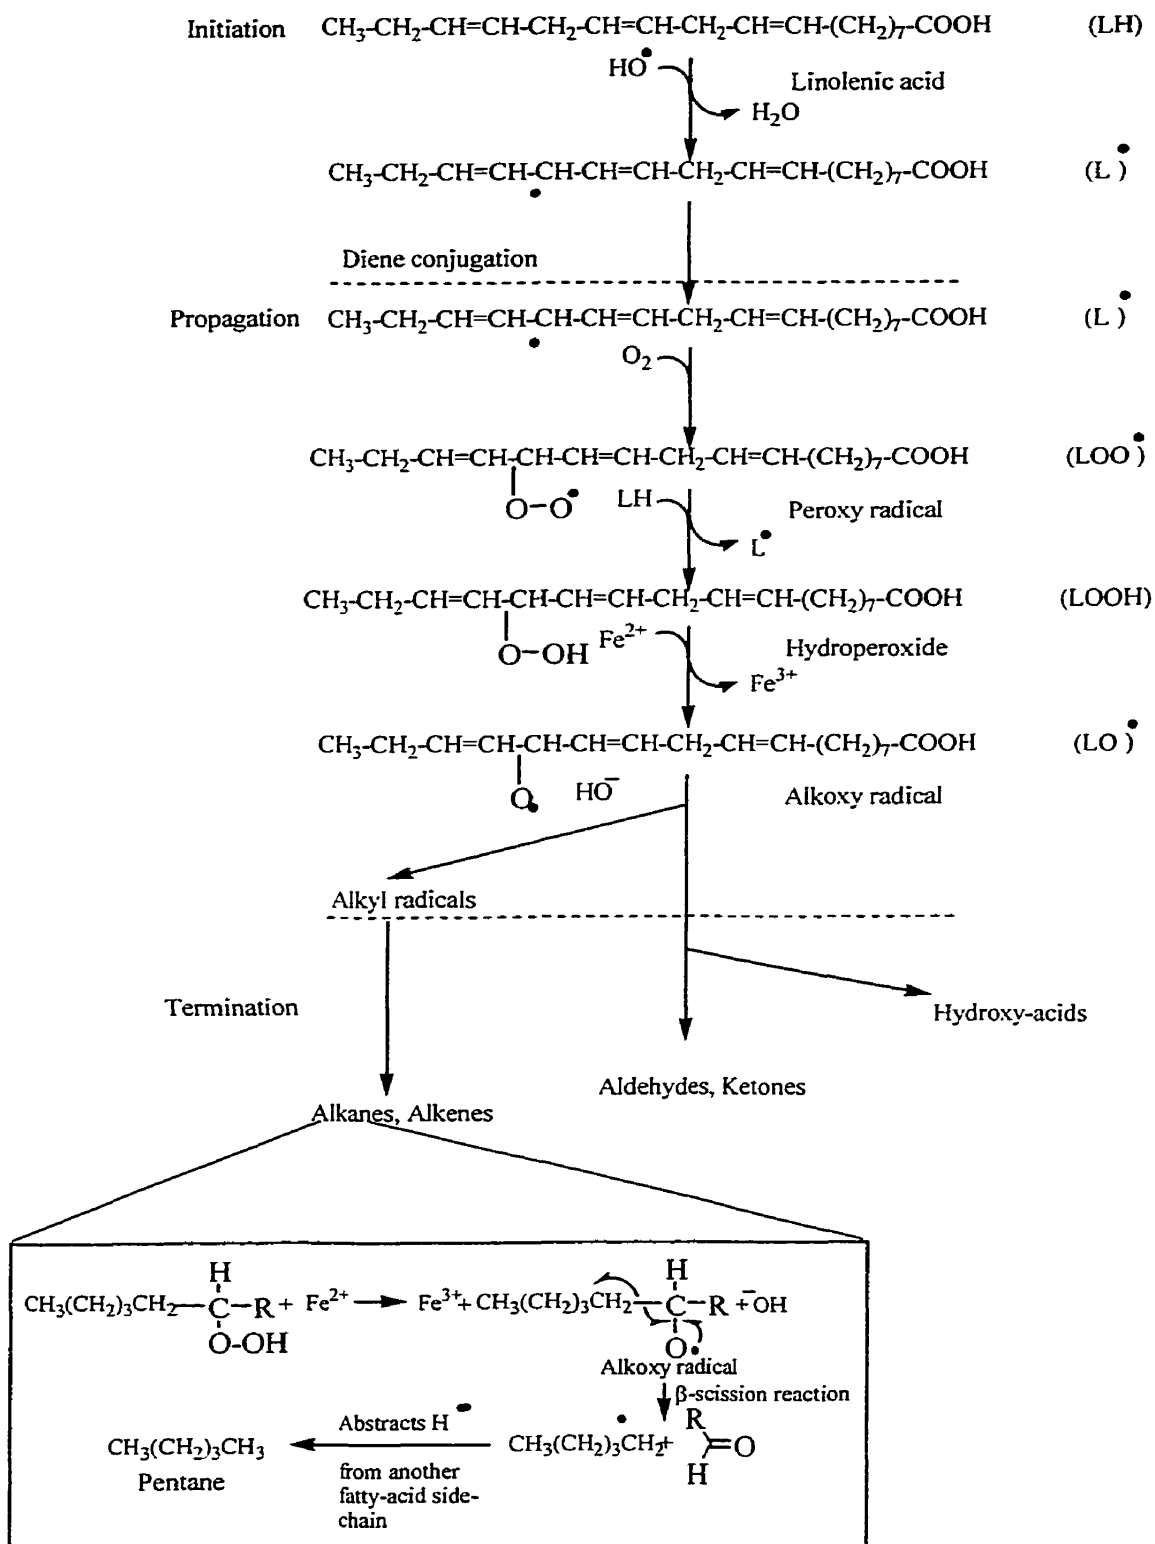 Initiation CH₃-CH₂-CH=CH-CH₂-CH=CH-CH₂-CH=CH-(CH₂)₇-COOH (LH)
HO•
Linolenic acid
H₂O
CH₃-CH₂-CH=CH-CH-CH=CH-CH₂-CH=CH-(CH₂)₇-COOH (L•)
•
Diene conjugation
Propagation CH₃-CH₂-CH=CH-CH-CH=CH-CH₂-CH=CH-(CH₂)₇-COOH (L•)
•
O₂
CH₃-CH₂-CH=CH-CH-CH=CH-CH₂-CH=CH-(CH₂)₇-COOH (LOO•)
O-O• LH Peroxy radical
L•
CH₃-CH₂-CH=CH-CH-CH=CH-CH₂-CH=CH-(CH₂)₇-COOH (LOOH)
O-OH Fe²⁺ Hydroperoxide
Fe³⁺
CH₃-CH₂-CH=CH-CH-CH=CH-CH₂-CH=CH-(CH₂)₇-COOH (LO•)
O• HO⁻ Alkoxy radical
Alkyl radicals
Termination
Hydroxy-acids
Aldehydes, Ketones
Alkanes, Alkenes
H H
CH₃(CH₂)₃CH₂-C-R + Fe²⁺ Fe³⁺ + CH₃(CH₂)₃CH₂-C-R + ⁻OH
O-OH O•
Alkoxy radical
β-scission reaction
Abstracts H• • R
CH₃(CH₂)₃CH₃ CH₃(CH₂)₃CH₂+ =O
Pentane from another H
fatty-acid side-
chain